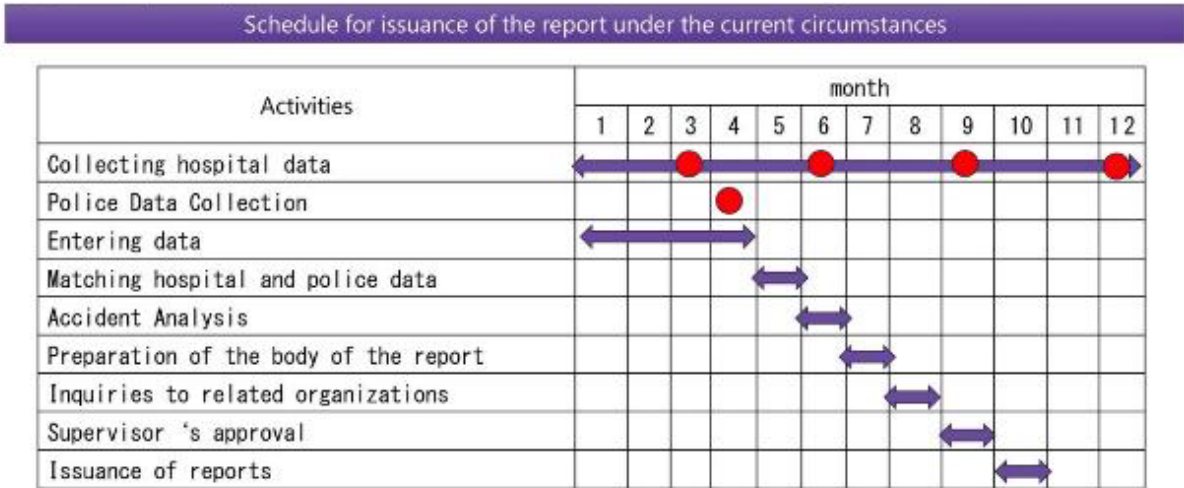 Schedule for issuance of the report under the current circumstances
Activities
month
1 2 3 4 5 6 7 8 9 10 11 12
Collecting hospital data
Police Data Collection
Entering data
Matching hospital and police data
Accident Analysis
Preparation of the body of the report
Inquiries to related organizations
Supervisor ‘s approval
Issuance of reports